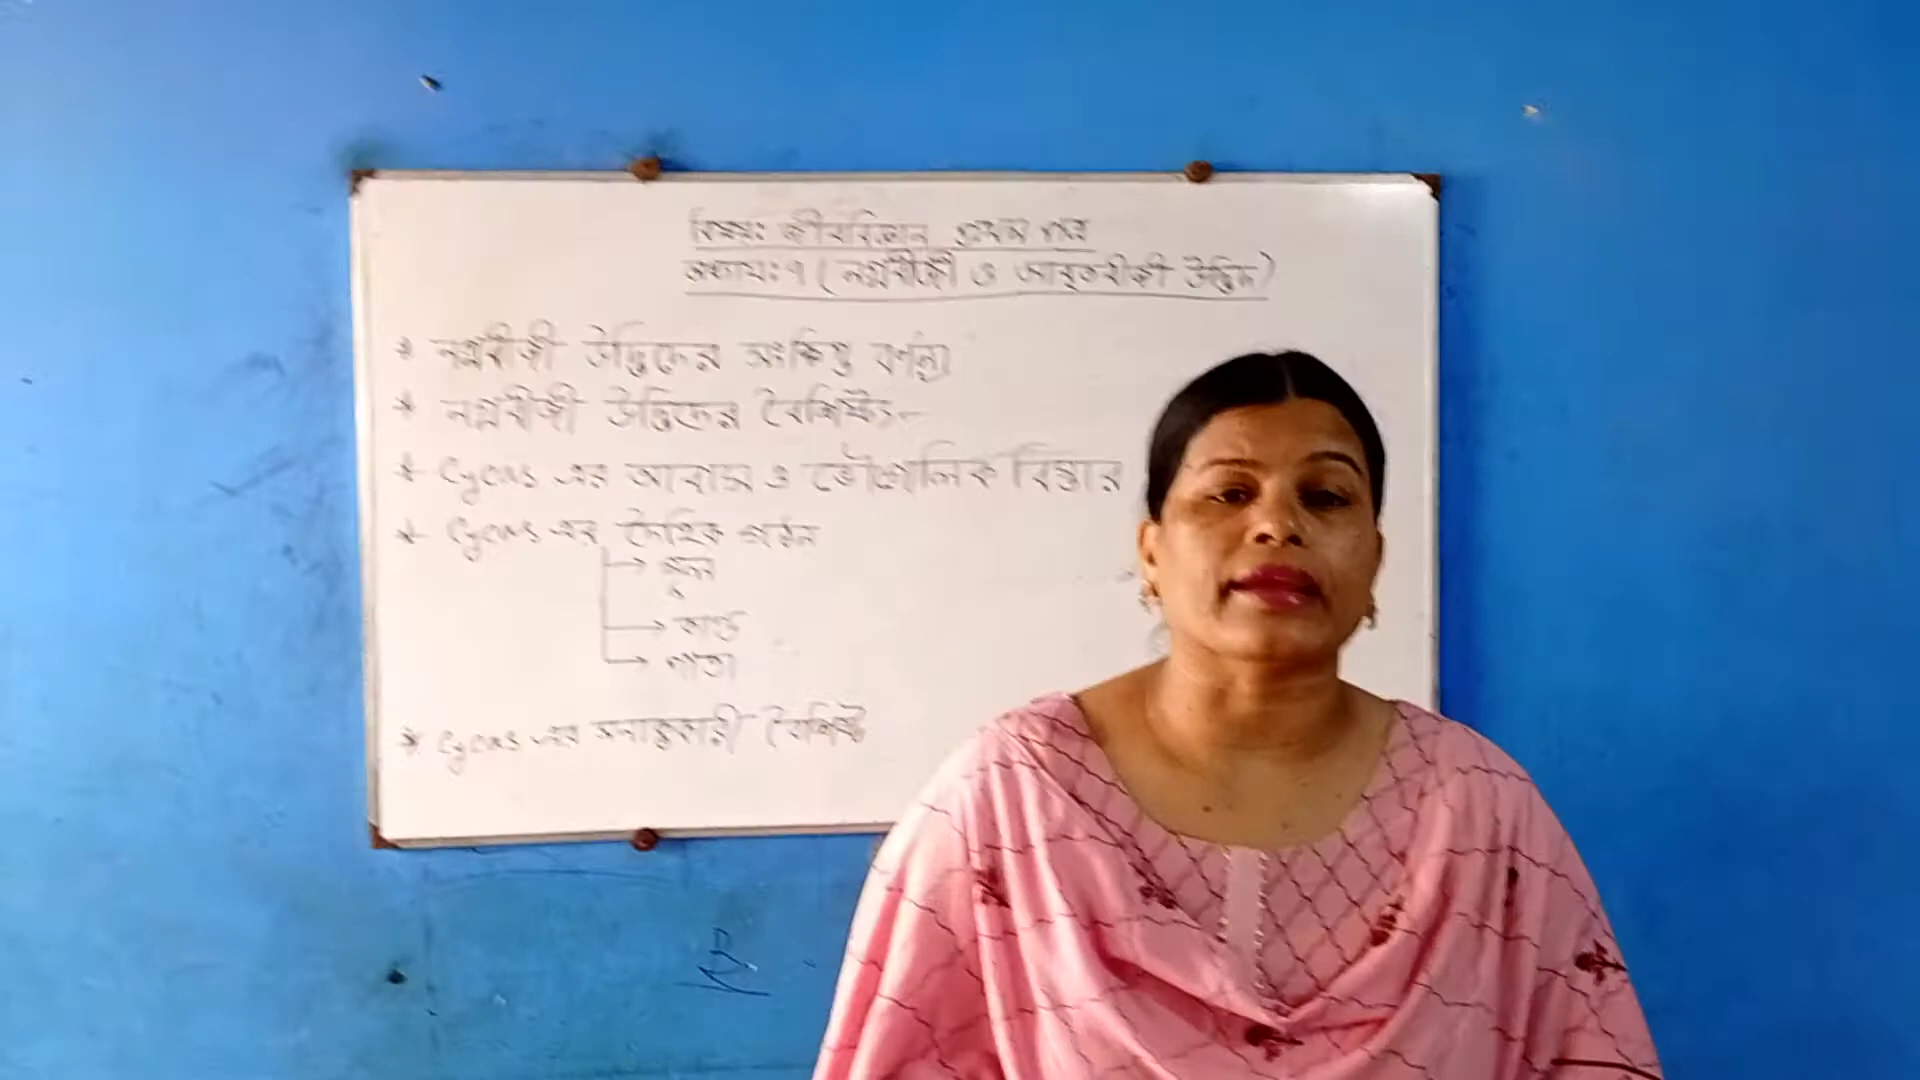 বিষয়ঃ জীববিজ্ঞান প্রথম পত্র
অধ্যায়ঃ ৭ (নগ্নবীজী ও আবৃতবীজী উদ্ভিদ)
* নগ্নবীজী উদ্ভিদের সংক্ষিপ্ত বর্ণনা
* নগ্নবীজী উদ্ভিদের বৈশিষ্ট্য
* Cycas এর আবাস ও ভৌগোলিক বিস্তার
* Cycas এর দৈহিক গঠন
→ মূল
→ কান্ড
→ পাতা
* Cycas এর সনাক্তকারী বৈশিষ্ট